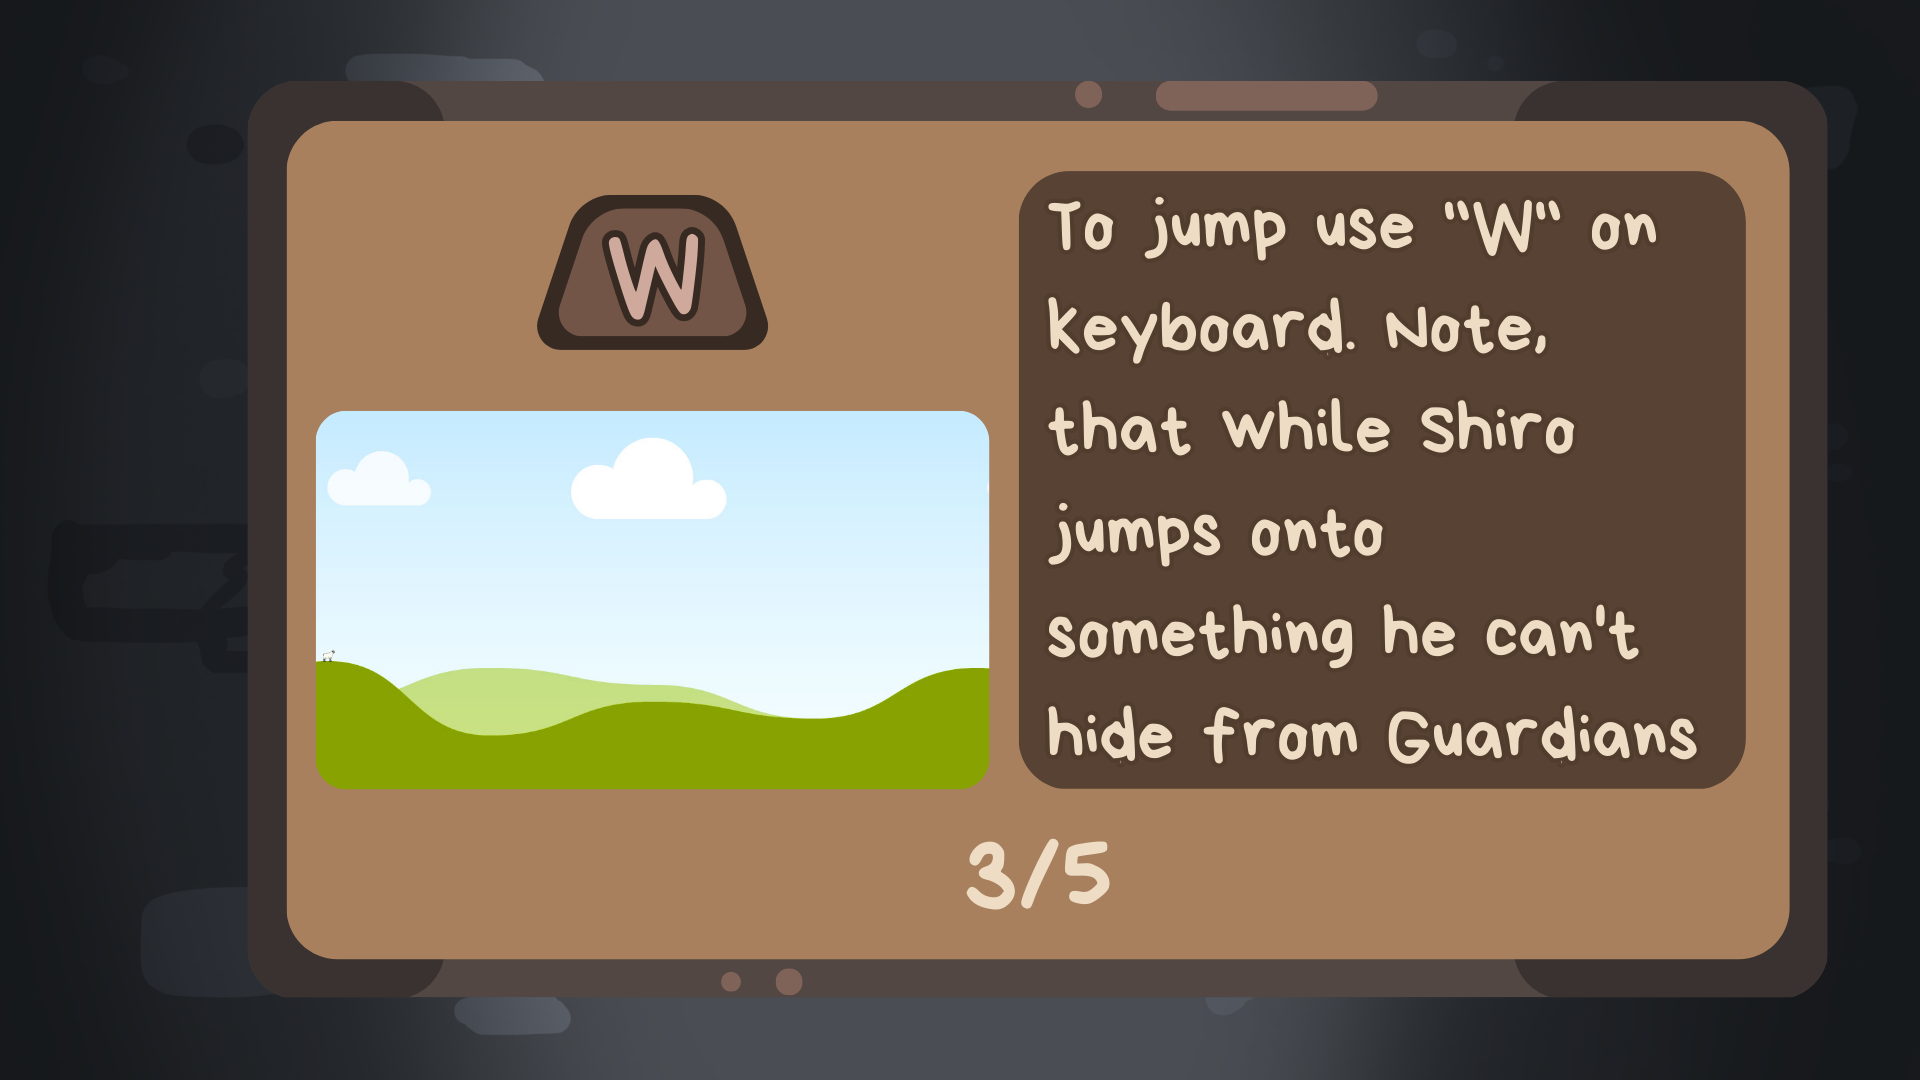 W
To jump use "W" on
keyboard. Note,
that while Shiro
jumps onto
something he can't
hide from Guardians
3/5